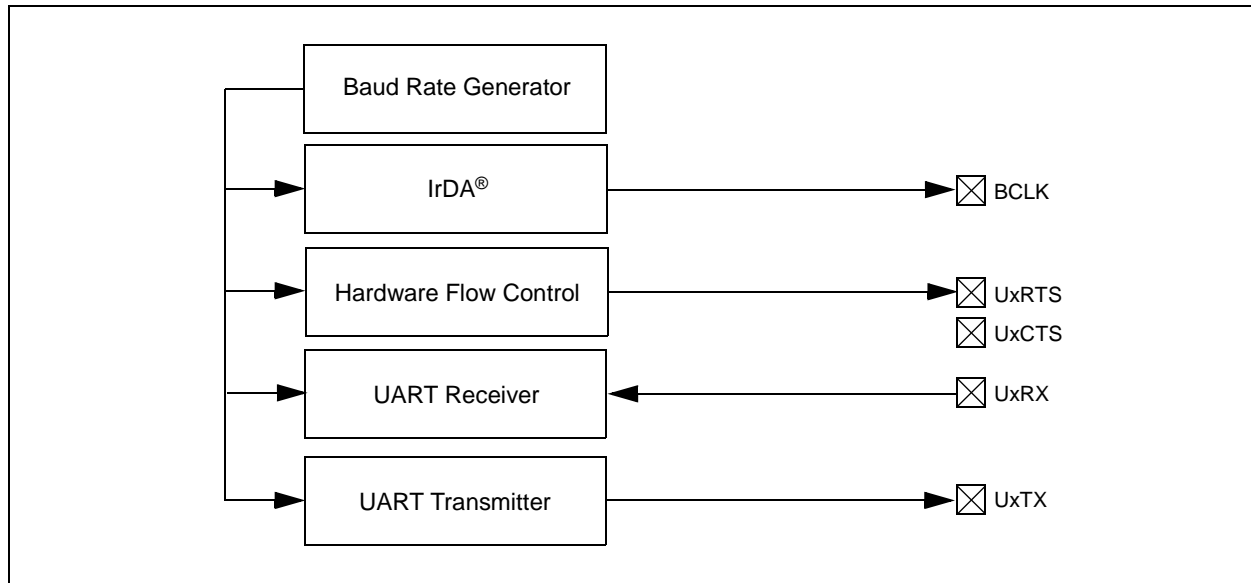 Baud Rate Generator
IrDA®
BCLK
Hardware Flow Control
UxRTS
UxCTS
UART Receiver
UxRX
UART Transmitter
UxTX